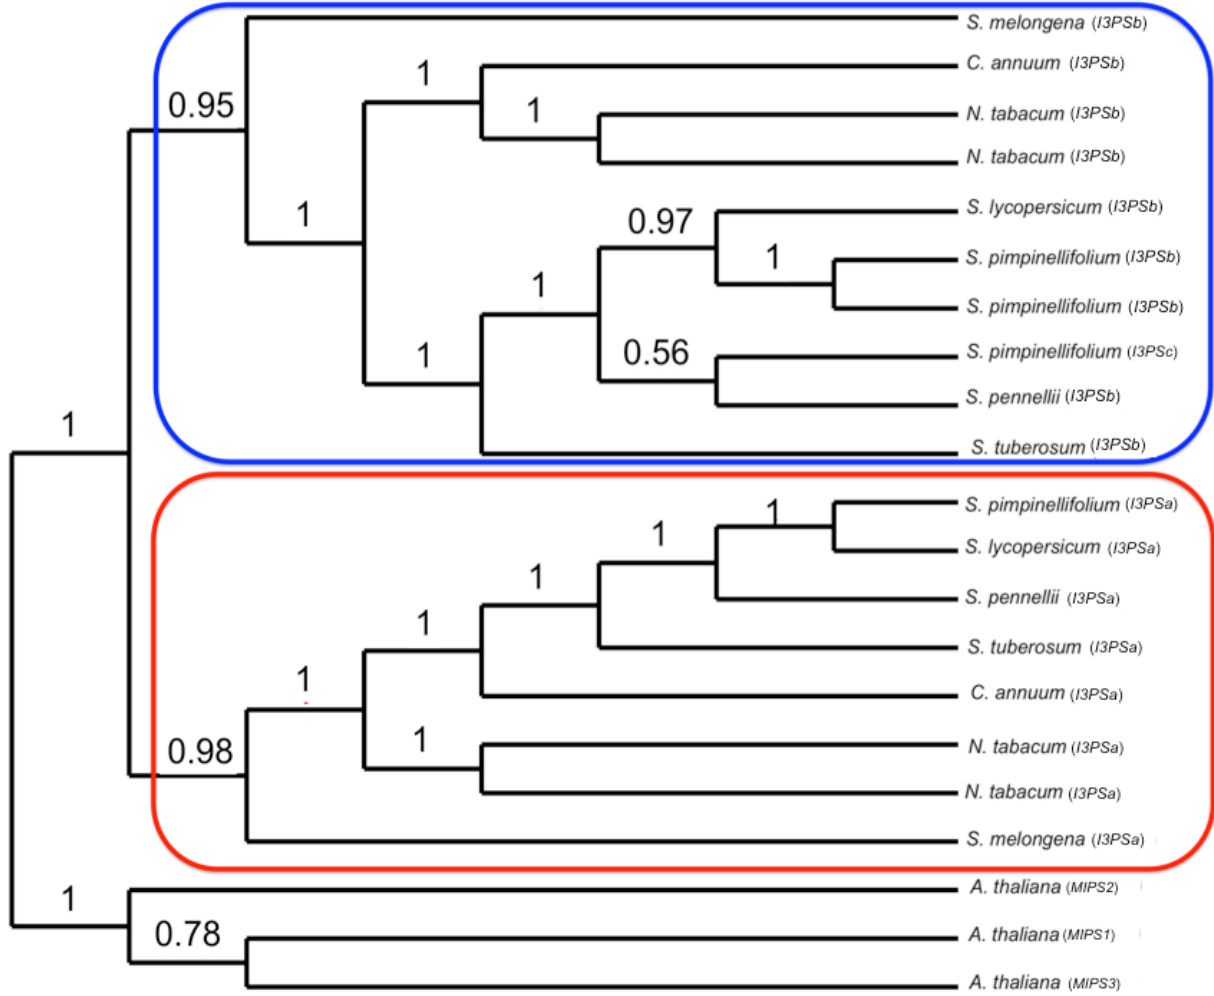 S. melongena (I3PSb)
1
C. annuum (I3PSb)
0.95
1
N. tabacum (I3PSb)
N. tabacum (I3PSb)
1
0.97
S. lycopersicum (I3PSb)
1
S. pimpinellifolium (I3PSb)
1
S. pimpinellifolium (I3PSb)
1
0.56
S. pimpinellifolium (I3PSc)
S. pennellii (I3PSb)
1
S. tuberosum (I3PSb)
1
S. pimpinellifolium (I3PSa)
1
S. lycopersicum (I3PSa)
1
S. pennellii (I3PSa)
1
S. tuberosum (I3PSa)
1
C. annuum (I3PSa)
0.98
1
N. tabacum (I3PSa)
N. tabacum (I3PSa)
S. melongena (I3PSa)
1
A. thaliana (MIPS2)
0.78
A. thaliana (MIPS1)
A. thaliana (MIPS3)